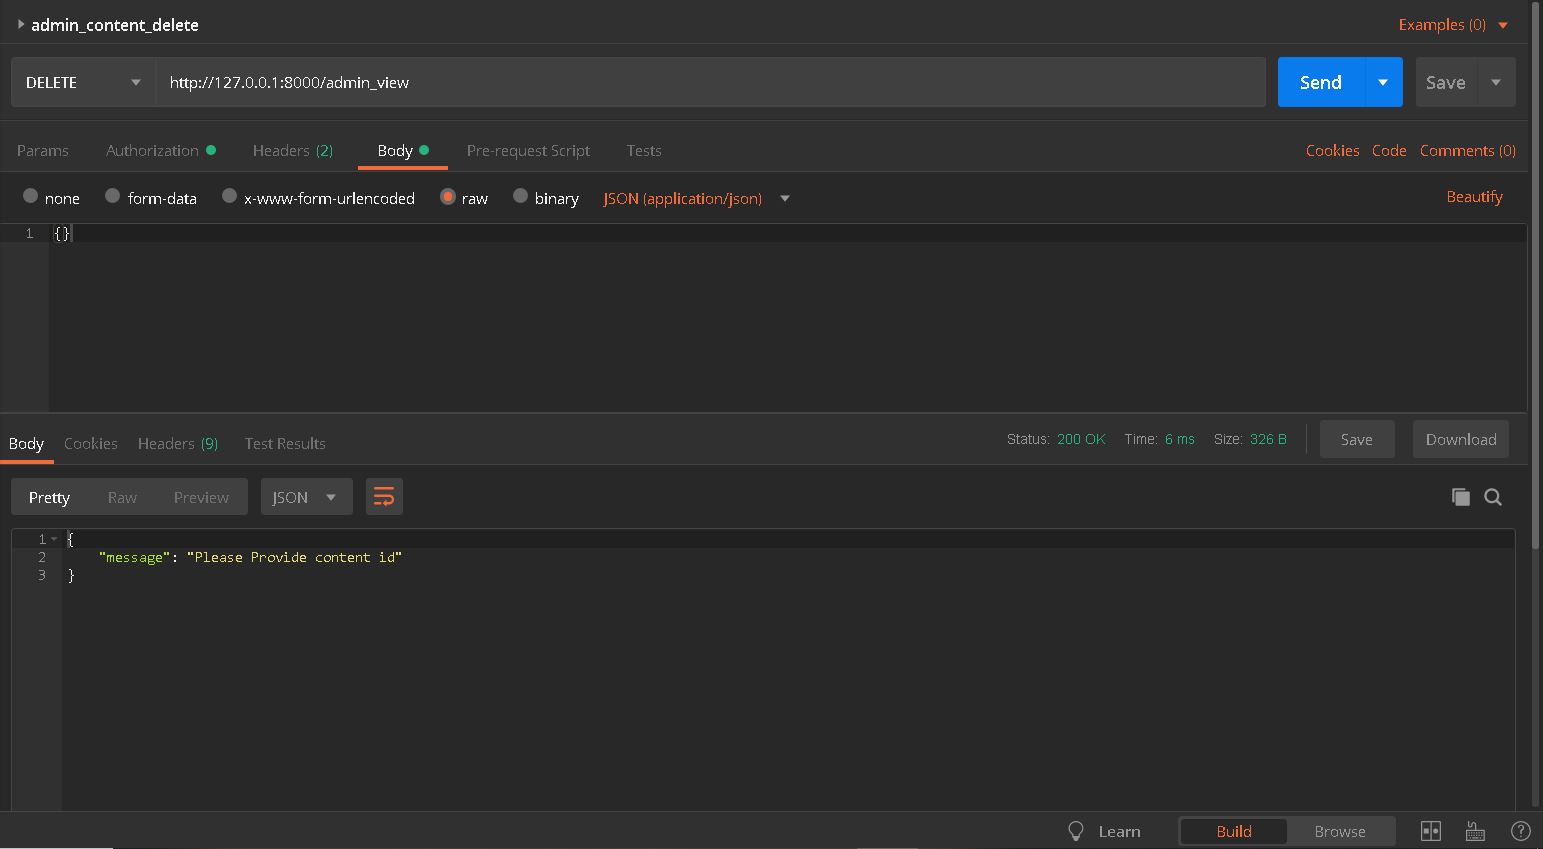 admin_content_delete
Examples (0)
DELETE http://127.0.0.1:8000/admin_view Send Save
Params Authorization Headers (2) Body Pre-request Script Tests Cookies Code Comments (0)
none form-data x-www-form-urlencoded raw binary JSON (application/json) Beautify
1 {}
Body Cookies Headers (9) Test Results Status: 200 OK Time: 6 ms Size: 326 B Save Download
Pretty Raw Preview JSON
1 {
2 "message": "Please Provide content id"
3 }
Learn Build Browse